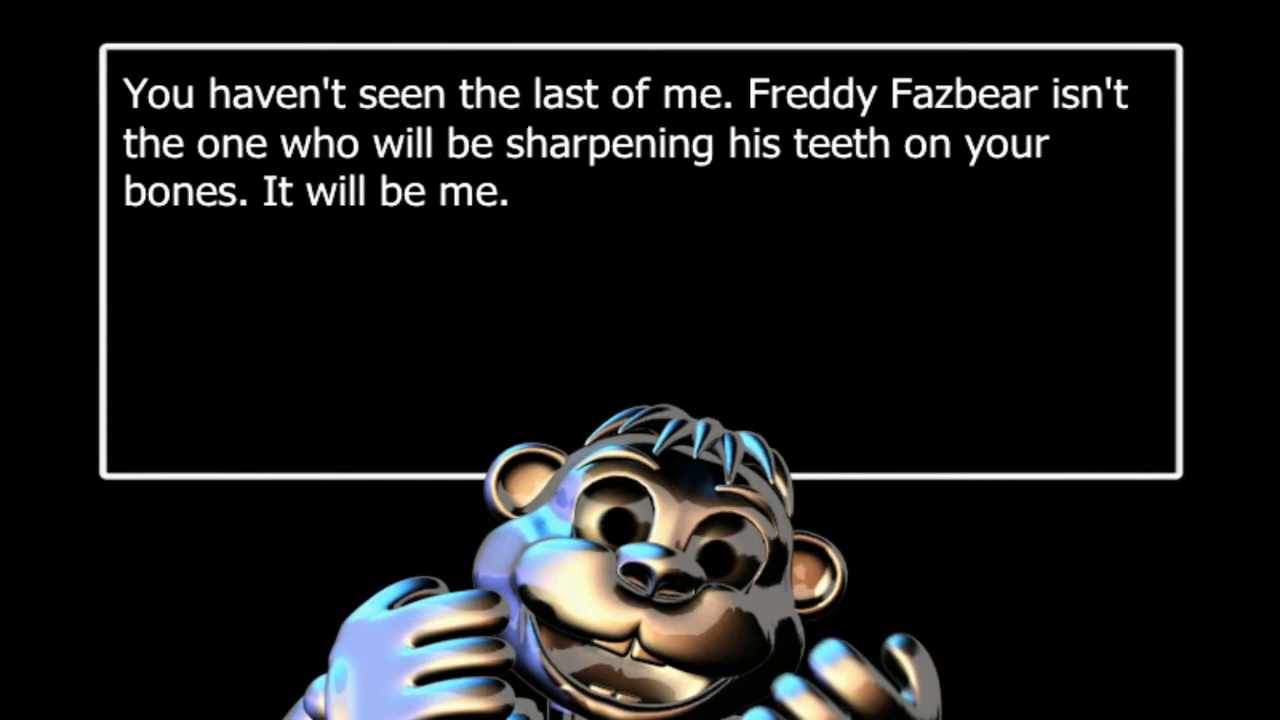 You haven't seen the last of me. Freddy Fazbear isn't
the one who will be sharpening his teeth on your
bones. It will be me.